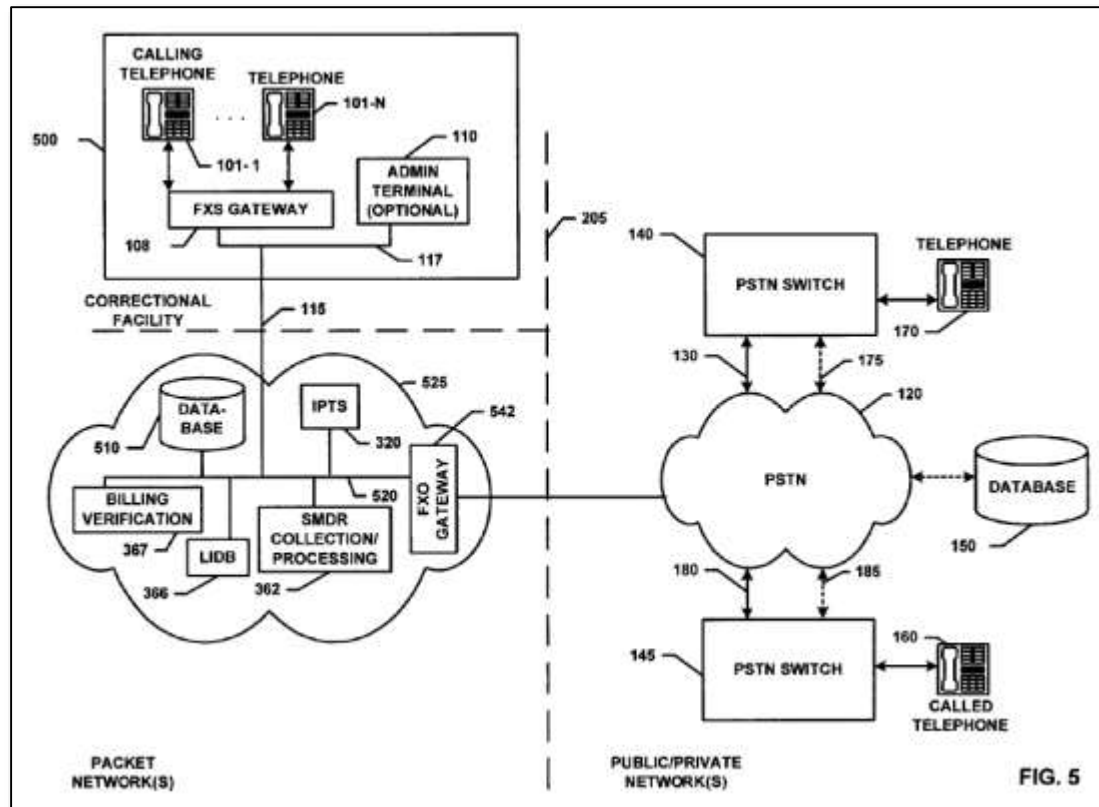 CALLING
TELEPHONE
TELEPHONE
101-N
500
101-1
110
ADMIN
TERMINAL
(OPTIONAL)
FXS GATEWAY
108
117
205
CORRECTIONAL
FACILITY
115
140
PSTN SWITCH
TELEPHONE
170
130
175
120
525
542
DATA-
BASE
510
IPTS
320
520
FXO
GATEWAY
BILLING
VERIFICATION
367
LIDB
366
SMDR
COLLECTION/
PROCESSING
362
PSTN
DATABASE
150
180
185
145
PSTN SWITCH
160
CALLED
TELEPHONE
PACKET
NETWORK(S)
PUBLIC/PRIVATE
NETWORK(S)
FIG. 5